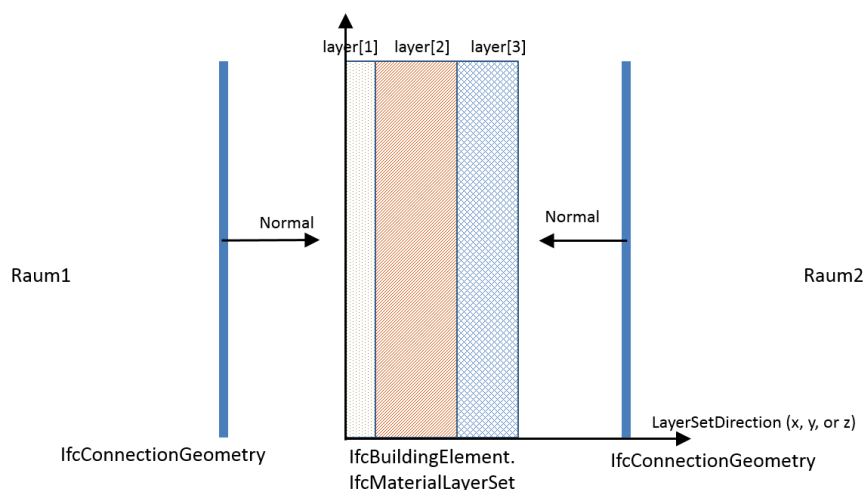 layer[1] layer[2] layer[3]
Normal
Normal
Raum1
Raum2
LayerSetDirection (x, y, or z)
IfcConnectionGeometry
IfcBuildingElement.
IfcMaterialLayerSet
IfcConnectionGeometry